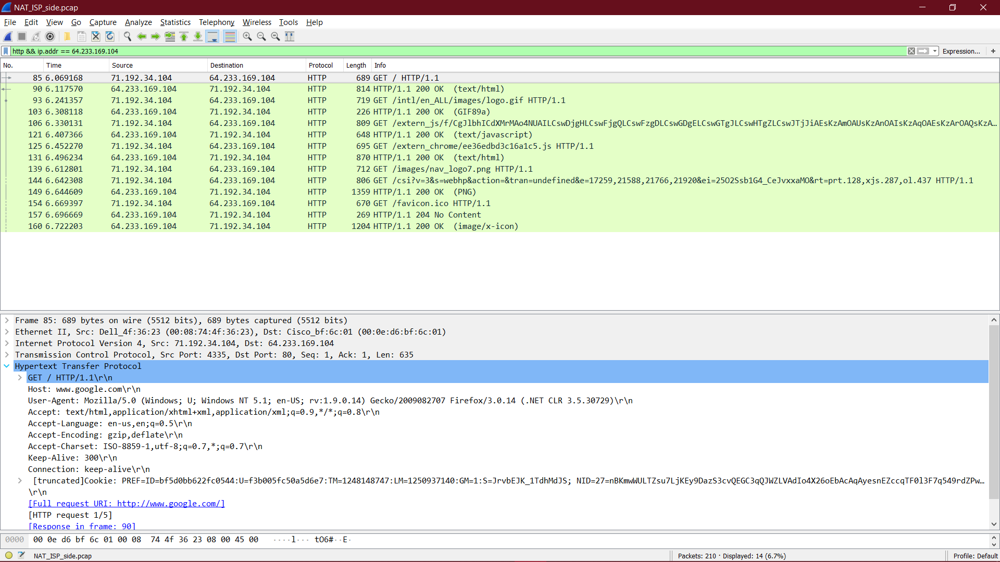 NAT_ISP_side.pcap
File Edit View Go Capture Analyze Statistics Telephony Wireless Tools Help
http && ip.addr == 64.233.169.104 Expression... +
No. Time Source Destination Protocol Length Info
85 6.069168 71.192.34.104 64.233.169.104 HTTP 689 GET / HTTP/1.1
90 6.117570 64.233.169.104 71.192.34.104 HTTP 814 HTTP/1.1 200 OK (text/html)
93 6.241357 71.192.34.104 64.233.169.104 HTTP 719 GET /intl/en_ALL/images/logo.gif HTTP/1.1
103 6.308118 64.233.169.104 71.192.34.104 HTTP 226 HTTP/1.1 200 OK (GIF89a)
106 6.330131 71.192.34.104 64.233.169.104 HTTP 809 GET /extern_js/f/CgJlbhICdXMrMAo4NUAILCswDjgHLCswFjgQLCswFzgDLCswGDgELCswGTgJLCswHTgZLCswJTjJiAEsKzAmOAUsKzAnOAIsKzAqOAEsKzArOAQsKzA...
121 6.407366 64.233.169.104 71.192.34.104 HTTP 648 HTTP/1.1 200 OK (text/javascript)
125 6.452270 71.192.34.104 64.233.169.104 HTTP 695 GET /extern_chrome/ee36edbd3c16a1c5.js HTTP/1.1
131 6.496234 64.233.169.104 71.192.34.104 HTTP 870 HTTP/1.1 200 OK (text/html)
139 6.612801 71.192.34.104 64.233.169.104 HTTP 712 GET /images/nav_logo7.png HTTP/1.1
144 6.642308 71.192.34.104 64.233.169.104 HTTP 806 GET /csi?v=3&s=webhp&action=&tran=undefined&e=17259,21588,21766,21920&ei=25O2Ssb1G4_CeJvxxaMO&rt=prt.128,xjs.287,ol.437 HTTP/1.1
149 6.644609 64.233.169.104 71.192.34.104 HTTP 1359 HTTP/1.1 200 OK (PNG)
154 6.669397 71.192.34.104 64.233.169.104 HTTP 670 GET /favicon.ico HTTP/1.1
157 6.696669 64.233.169.104 71.192.34.104 HTTP 269 HTTP/1.1 204 No Content
160 6.722203 64.233.169.104 71.192.34.104 HTTP 1204 HTTP/1.1 200 OK (image/x-icon)
Frame 85: 689 bytes on wire (5512 bits), 689 bytes captured (5512 bits)
Ethernet II, Src: Dell_4f:36:23 (00:08:74:4f:36:23), Dst: Cisco_bf:6c:01 (00:0e:d6:bf:6c:01)
Internet Protocol Version 4, Src: 71.192.34.104, Dst: 64.233.169.104
Transmission Control Protocol, Src Port: 4335, Dst Port: 80, Seq: 1, Ack: 1, Len: 635
Hypertext Transfer Protocol
GET / HTTP/1.1\r\n
Host: www.google.com\r\n
User-Agent: Mozilla/5.0 (Windows; U; Windows NT 5.1; en-US; rv:1.9.0.14) Gecko/2009082707 Firefox/3.0.14 (.NET CLR 3.5.30729)\r\n
Accept: text/html,application/xhtml+xml,application/xml;q=0.9,*/*;q=0.8\r\n
Accept-Language: en-us,en;q=0.5\r\n
Accept-Encoding: gzip,deflate\r\n
Accept-Charset: ISO-8859-1,utf-8;q=0.7,*;q=0.7\r\n
Keep-Alive: 300\r\n
Connection: keep-alive\r\n
[truncated]Cookie: PREF=ID=bf5d0bb622fc0544:U=f3b005fc50a5d6e7:TM=1248148747:LM=1250937140:GM=1:S=JrvbEJK_1TdhMdJS; NID=27=nBKmwWULTZsu7LjKEy9DazS3cvQEGC3qQJWZLVAdIo4X26oEbAcAqAyesnEZccqTF0l3F7q549rdZPw...
\r\n
[Full request URI: http://www.google.com/]
[HTTP request 1/5]
[Response in frame: 90]
0000 00 0e d6 bf 6c 01 00 08 74 4f 36 23 08 00 45 00 ····l··· tO6#··E·
NAT_ISP_side.pcap Packets: 210 · Displayed: 14 (6.7%) Profile: Default